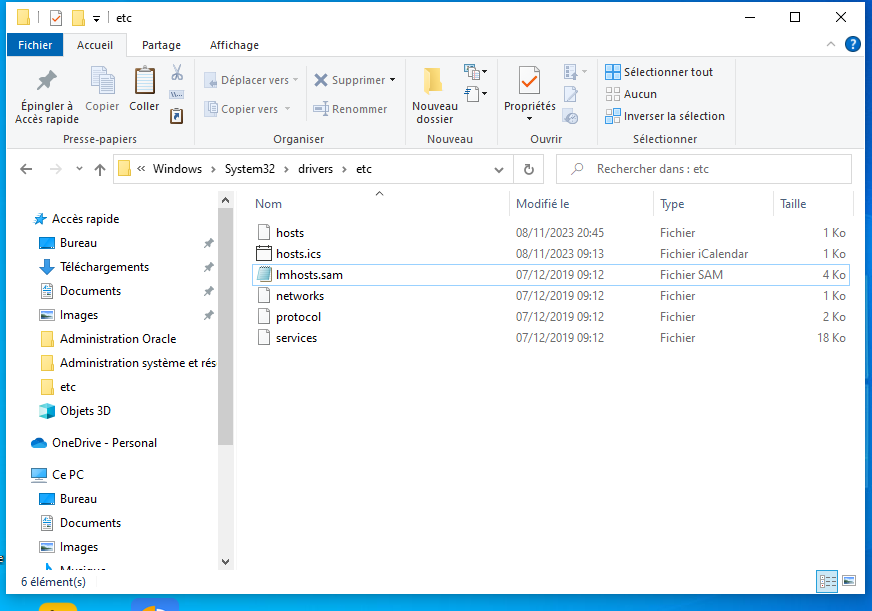 etc
Fichier Accueil Partage Affichage
Épingler à Accès rapide
Copier
Coller
Déplacer vers
Copier vers
Supprimer
Renommer
Nouveau dossier
Propriétés
Sélectionner tout
Aucun
Inverser la sélection
Presse-papiers Organiser Nouveau Ouvrir Sélectionner
« Windows > System32 > drivers > etc
Rechercher dans : etc
Accès rapide
Bureau
Téléchargements
Documents
Images
Administration Oracle
Administration système et rés
etc
Objets 3D
OneDrive - Personal
Ce PC
Bureau
Documents
Images
Nom Modifié le Type Taille
hosts 08/11/2023 20:45 Fichier 1 Ko
hosts.ics 08/11/2023 09:13 Fichier iCalendar 1 Ko
lmhosts.sam 07/12/2019 09:12 Fichier SAM 4 Ko
networks 07/12/2019 09:12 Fichier 1 Ko
protocol 07/12/2019 09:12 Fichier 2 Ko
services 07/12/2019 09:12 Fichier 18 Ko
6 élément(s)